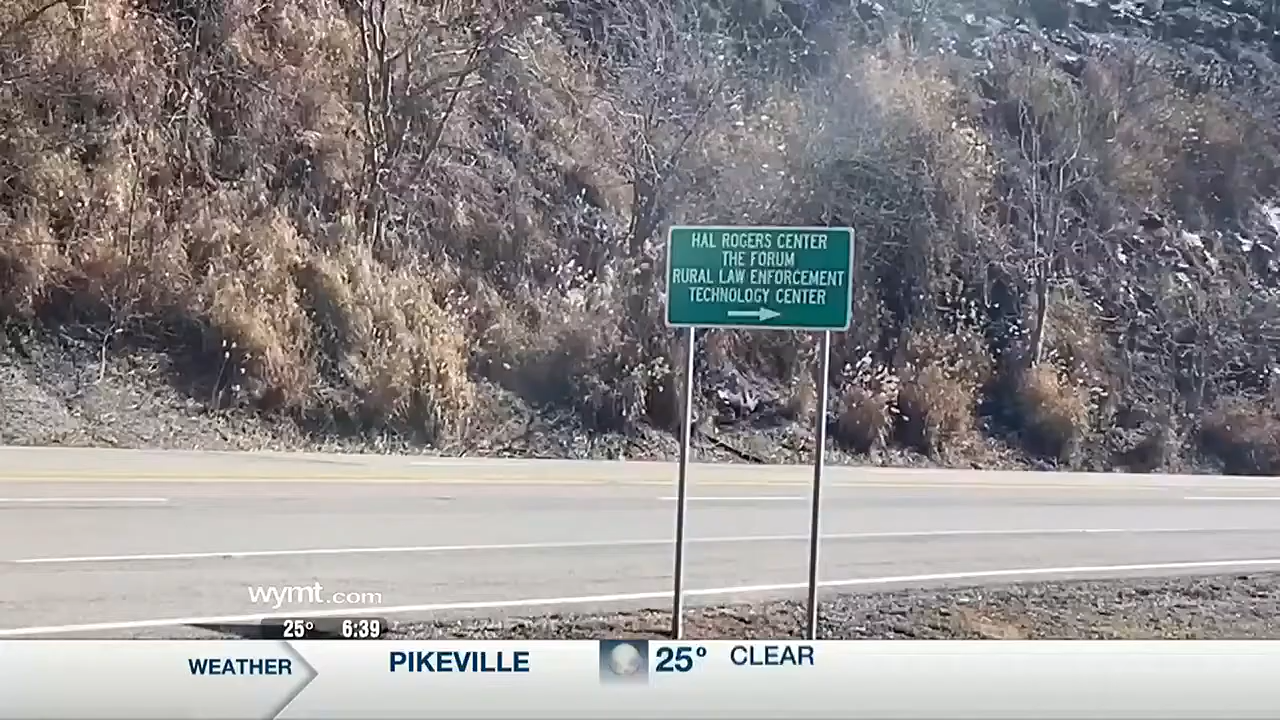 HAL ROGERS CENTER
THE FORUM
RURAL LAW ENFORCEMENT
TECHNOLOGY CENTER
wymt.com
25° 6:39
WEATHER PIKEVILLE 25° CLEAR